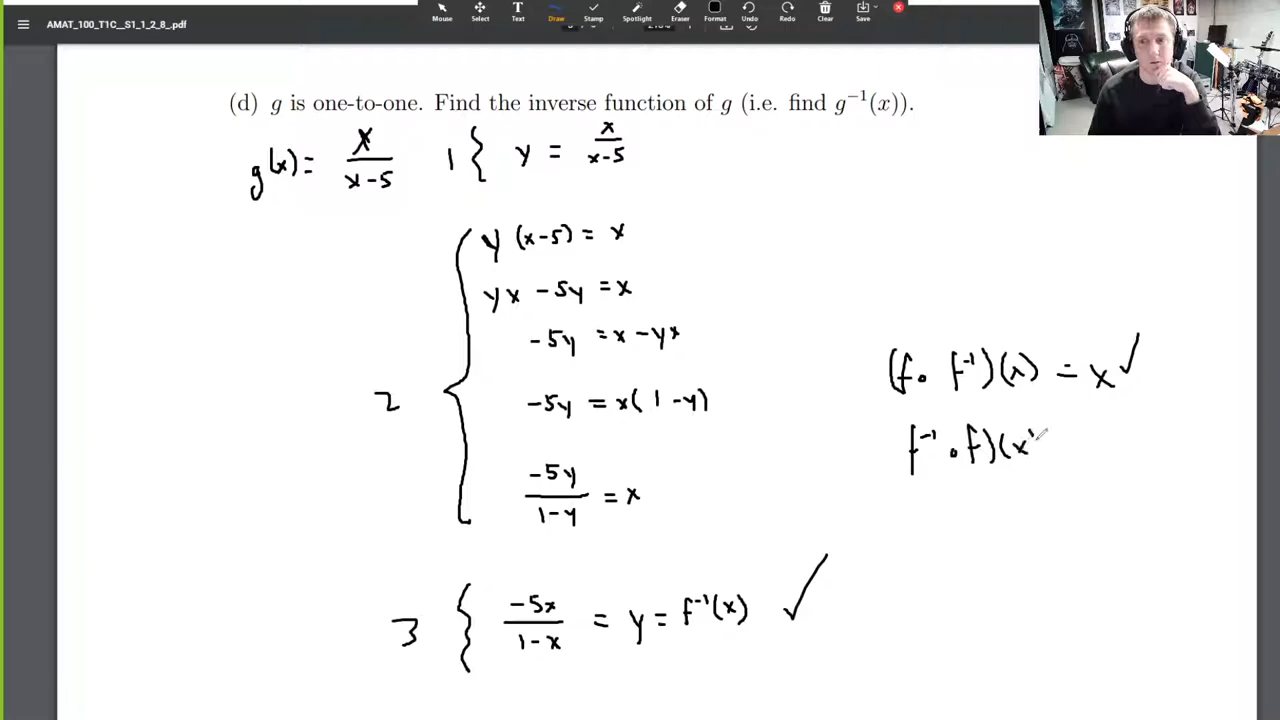 AMAT_100_T1C_S1_1_2_8_.pdf
Mouse Select Text Draw Stamp Spotlight Eraser Format Undo Redo Clear Save
(d) g is one-to-one. Find the inverse function of g (i.e. find g⁻¹(x)).
g(x) = x/(x-5) 1 { y = x/(x-5)
y(x-5) = x
yx - 5y = x
-5y = x - yx
2 { -5y = x(1-y)
-5y/(1-y) = x
(f∘f⁻¹)(x) = x ✓
f⁻¹∘f)(x)
3 { -5x/(1-x) = y = f⁻¹(x) ✓